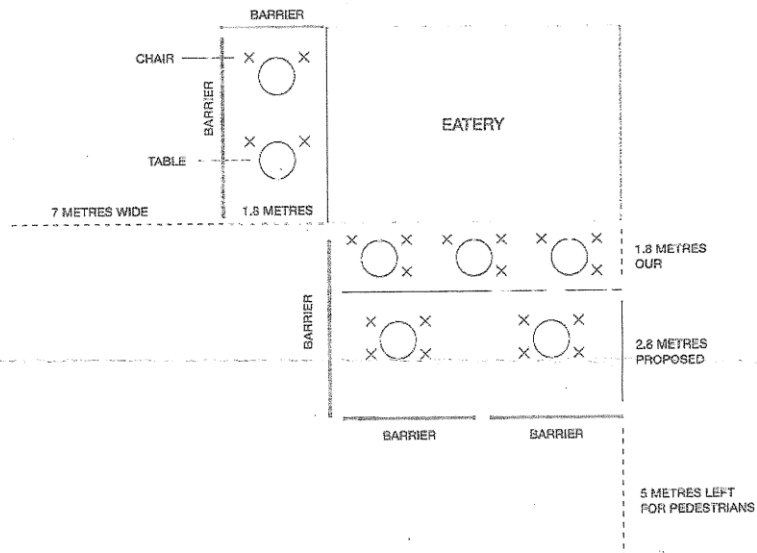 BARRIER
CHAIR
BARRIER
EATERY
TABLE
7 METRES WIDE
1.8 METRES
1.8 METRES
OUR
BARRIER
2.8 METRES
PROPOSED
BARRIER
BARRIER
5 METRES LEFT
FOR PEDESTRIANS